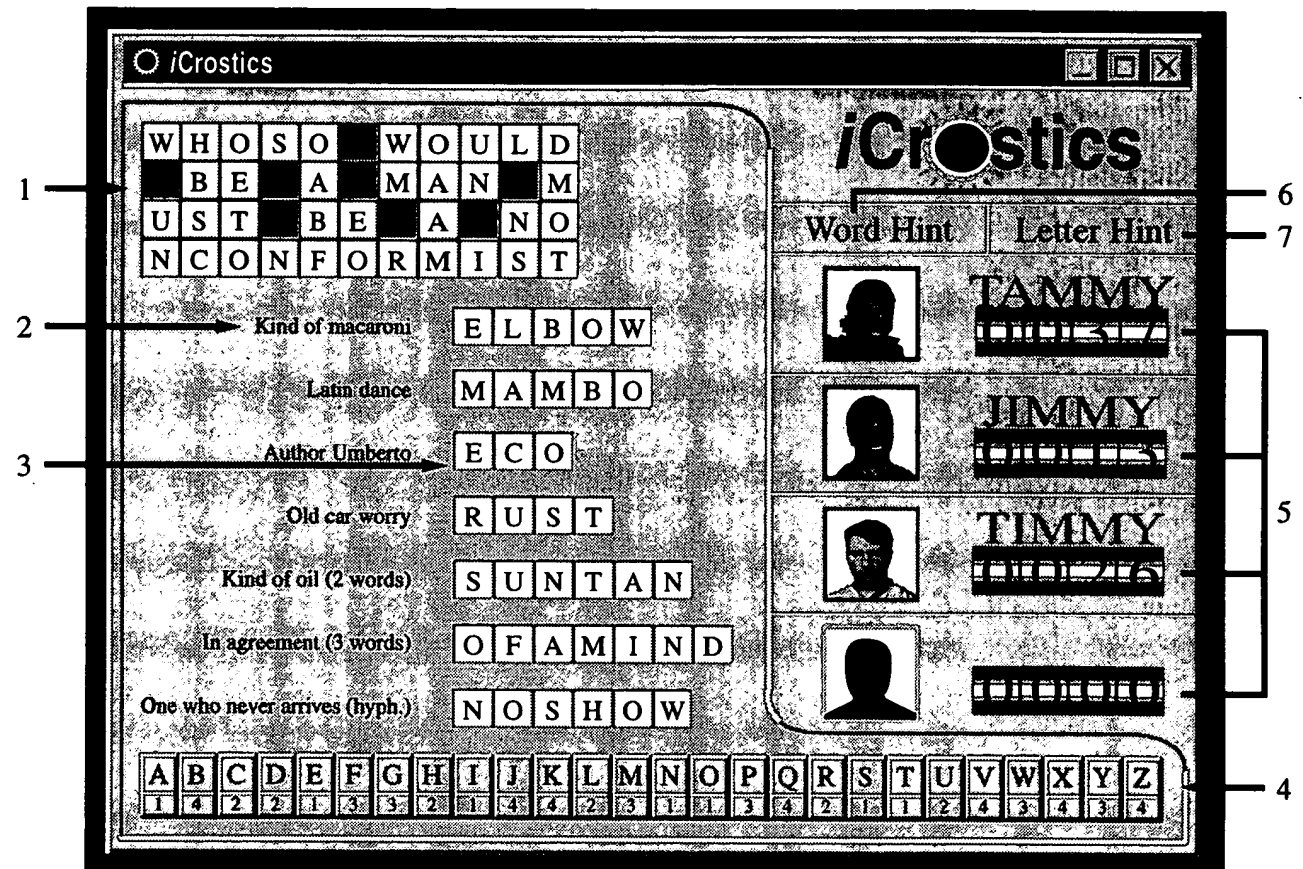 iCrostics
WHOSO WOULD
BE A MAN M
UST BE A NO
NCONFORMIST
Kind of macaroni ELBOW
Latin dance MAMBO
Author Umberto ECO
Old car worry RUST
Kind of oil (2 words) SUNTAN
In agreement (3 words) OFAMIND
One who never arrives (hyph.) NOSHOW
A B C D E F G H I J K L M N O P Q R S T U V W X Y Z
1 4 2 2 1 3 3 2 1 4 4 2 3 1 1 3 4 2 1 1 2 4 3 4 3 4
iCrostics
Word Hint Letter Hint
TAMMY
0037
JIMMY
0013
TIMMY
0026
0000
1
2
3
6
7
5
4